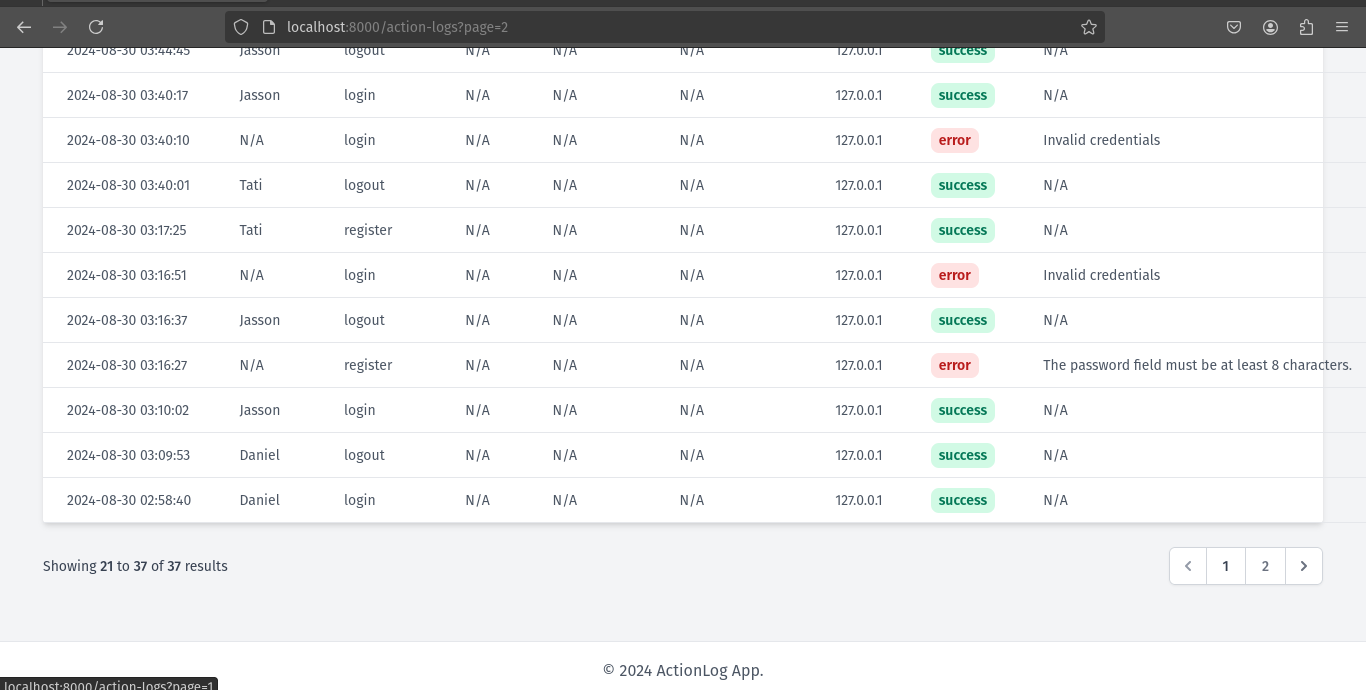 localhost:8000/action-logs?page=2
2024-08-30 03:44:45 Jasson logout N/A N/A N/A 127.0.0.1 success N/A
2024-08-30 03:40:17 Jasson login N/A N/A N/A 127.0.0.1 success N/A
2024-08-30 03:40:10 N/A login N/A N/A N/A 127.0.0.1 error Invalid credentials
2024-08-30 03:40:01 Tati logout N/A N/A N/A 127.0.0.1 success N/A
2024-08-30 03:17:25 Tati register N/A N/A N/A 127.0.0.1 success N/A
2024-08-30 03:16:51 N/A login N/A N/A N/A 127.0.0.1 error Invalid credentials
2024-08-30 03:16:37 Jasson logout N/A N/A N/A 127.0.0.1 success N/A
2024-08-30 03:16:27 N/A register N/A N/A N/A 127.0.0.1 error The password field must be at least 8 characters.
2024-08-30 03:10:02 Jasson login N/A N/A N/A 127.0.0.1 success N/A
2024-08-30 03:09:53 Daniel logout N/A N/A N/A 127.0.0.1 success N/A
2024-08-30 02:58:40 Daniel login N/A N/A N/A 127.0.0.1 success N/A
Showing 21 to 37 of 37 results
1 2
© 2024 ActionLog App.
localhost:8000/action-logs?page=1